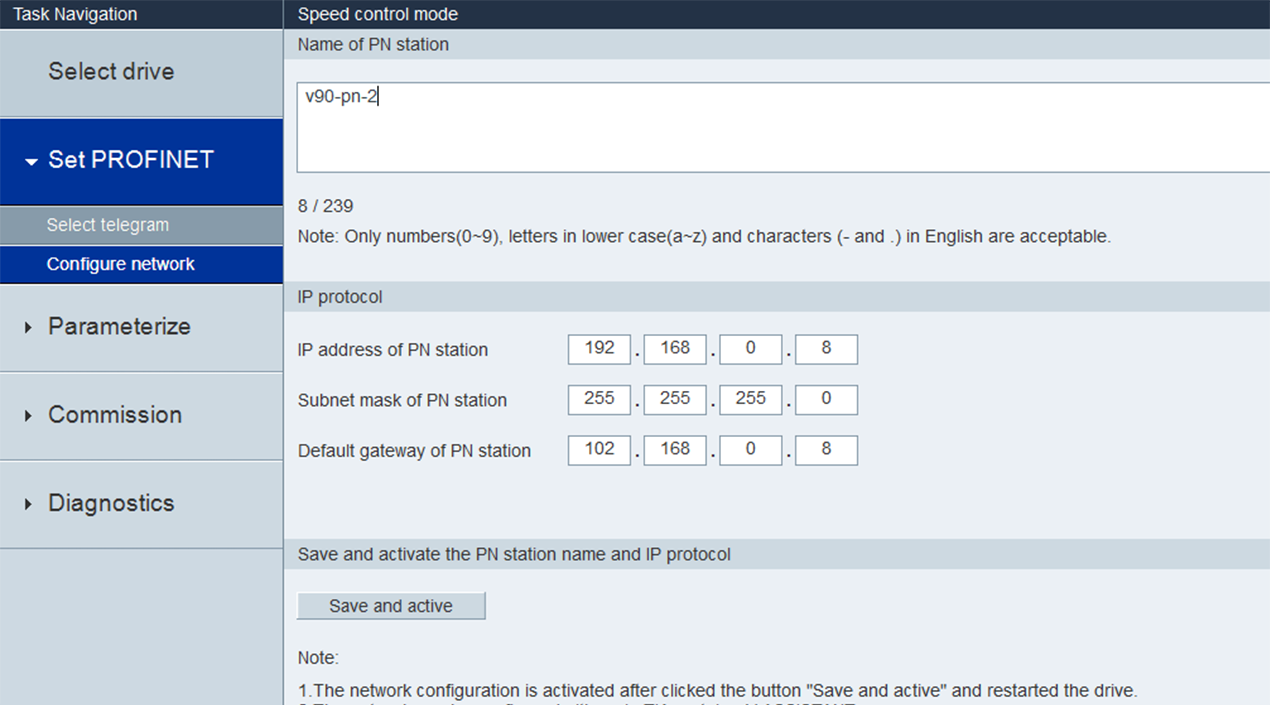 Task Navigation
Speed control mode
Select drive
Set PROFINET
Select telegram
Configure network
Parameterize
Commission
Diagnostics
Name of PN station
v90-pn-2
8 / 239
Note: Only numbers(0~9), letters in lower case(a~z) and characters (- and .) in English are acceptable.
IP protocol
IP address of PN station 192 . 168 . 0 . 8
Subnet mask of PN station 255 . 255 . 255 . 0
Default gateway of PN station 102 . 168 . 0 . 8
Save and activate the PN station name and IP protocol
Save and active
Note:
1.The network configuration is activated after clicked the button "Save and active" and restarted the drive.